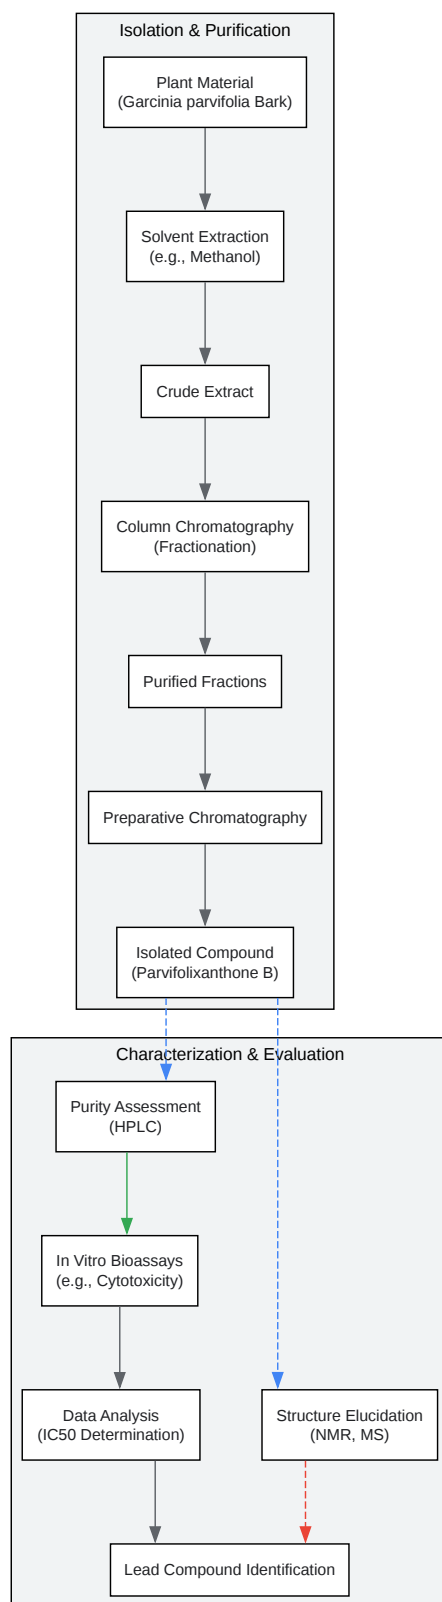 Isolation & Purification
Plant Material
(Garcinia parvifolia Bark)
Solvent Extraction
(e.g., Methanol)
Crude Extract
Column Chromatography
(Fractionation)
Purified Fractions
Preparative Chromatography
Isolated Compound
(Parvifolixanthone B)
Characterization & Evaluation
Purity Assessment
(HPLC)
In Vitro Bioassays
(e.g., Cytotoxicity)
Data Analysis
(IC50 Determination)
Structure Elucidation
(NMR, MS)
Lead Compound Identification